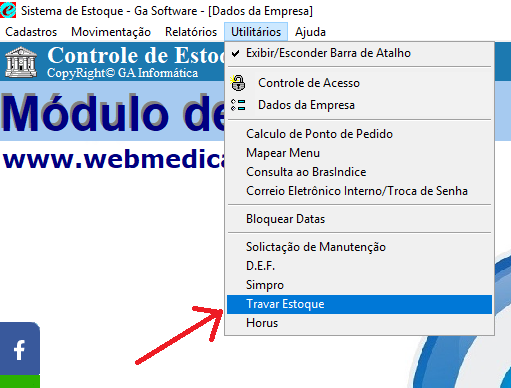 Sistema de Estoque - Ga Software - [Dados da Empresa]
Cadastros Movimentação Relatórios Utilitários Ajuda
Controle de Esto
CopyRight© GA Informática
Módulo de
www.webmedica
Exibir/Esconder Barra de Atalho
Controle de Acesso
Dados da Empresa
Calculo de Ponto de Pedido
Mapear Menu
Consulta ao BrasIndice
Correio Eletrônico Interno/Troca de Senha
Bloquear Datas
Solictação de Manutenção
D.E.F.
Simpro
Travar Estoque
Horus